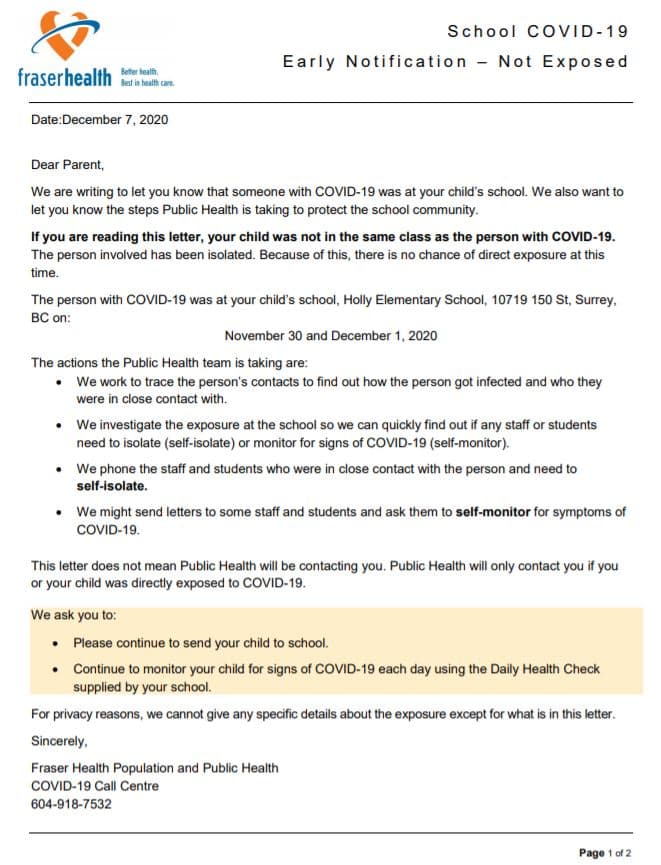 School COVID-19
Early Notification – Not Exposed
fraserhealth
Better health.
Best in health care.
Date:December 7, 2020
Dear Parent,
We are writing to let you know that someone with COVID-19 was at your child's school. We also want to
let you know the steps Public Health is taking to protect the school community.
If you are reading this letter, your child was not in the same class as the person with COVID-19.
The person involved has been isolated. Because of this, there is no chance of direct exposure at this
time.
The person with COVID-19 was at your child's school, Holly Elementary School, 10719 150 St, Surrey,
BC on:
November 30 and December 1, 2020
The actions the Public Health team is taking are:
• We work to trace the person's contacts to find out how the person got infected and who they
were in close contact with.
• We investigate the exposure at the school so we can quickly find out if any staff or students
need to isolate (self-isolate) or monitor for signs of COVID-19 (self-monitor).
• We phone the staff and students who were in close contact with the person and need to
self-isolate.
• We might send letters to some staff and students and ask them to self-monitor for symptoms of
COVID-19.
This letter does not mean Public Health will be contacting you. Public Health will only contact you if you
or your child was directly exposed to COVID-19.
We ask you to:
• Please continue to send your child to school.
• Continue to monitor your child for signs of COVID-19 each day using the Daily Health Check
supplied by your school.
For privacy reasons, we cannot give any specific details about the exposure except for what is in this letter.
Sincerely,
Fraser Health Population and Public Health
COVID-19 Call Centre
604-918-7532
Page 1 of 2